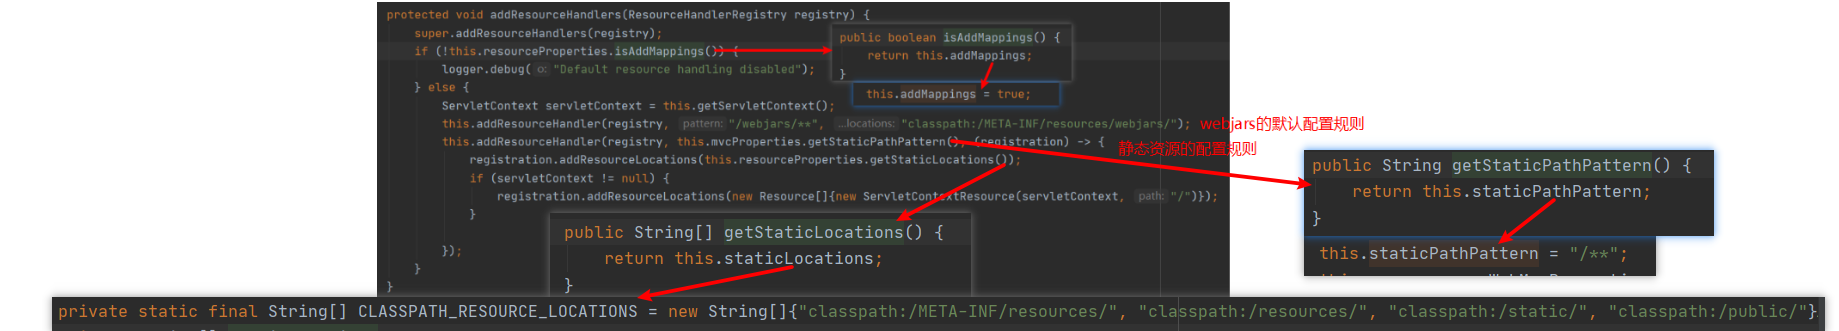 protected void addResourceHandlers(ResourceHandlerRegistry registry) {
super.addResourceHandlers(registry);
if (!this.resourceProperties.isAddMappings()) {
logger.debug( o: "Default resource handling disabled");
} else {
ServletContext servletContext = this.getServletContext();
this.addResourceHandler(registry, pattern: "/webjars/**", ...locations: "classpath:/META-INF/resources/webjars/");
this.addResourceHandler(registry, this.mvcProperties.getStaticPathPattern(), (registration) -> {
registration.addResourceLocations(this.resourceProperties.getStaticLocations());
if (servletContext != null) {
registration.addResourceLocations(new Resource[]{new ServletContextResource(servletContext, path: "/")});
}
});
}
}
public boolean isAddMappings() {
return this.addMappings;
}
this.addMappings = true;
webjars的默认配置规则
静态资源的配置规则
public String getStaticPathPattern() {
return this.staticPathPattern;
}
this.staticPathPattern = "/**";
public String[] getStaticLocations() {
return this.staticLocations;
}
private static final String[] CLASSPATH_RESOURCE_LOCATIONS = new String[]{"classpath:/META-INF/resources/", "classpath:/resources/", "classpath:/static/", "classpath:/public/"}